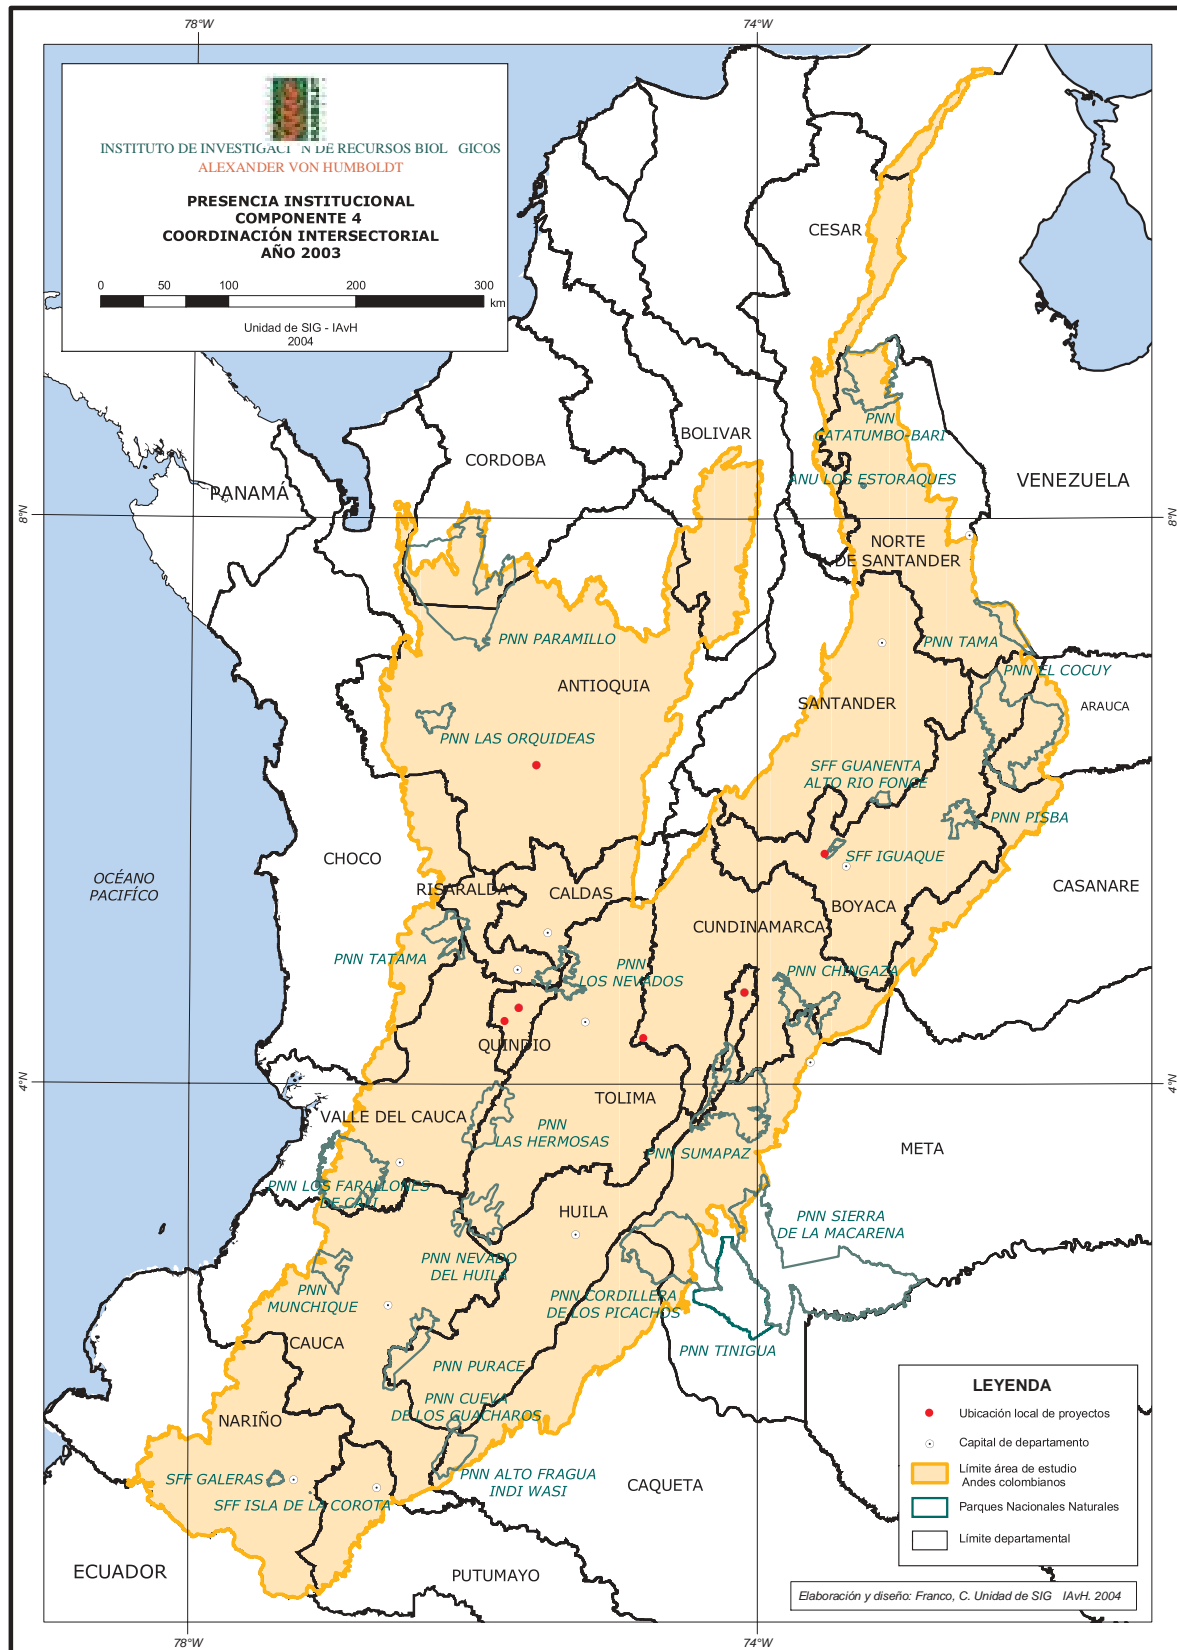 78°W
74°W
INSTITUTO DE INVESTIGACI N DE RECURSOS BIOL GICOS
ALEXANDER VON HUMBOLDT
PRESENCIA INSTITUCIONAL
COMPONENTE 4
COORDINACIÓN INTERSECTORIAL
AÑO 2003
0 50 100 200 300
km
Unidad de SIG - IAvH
2004
CESAR
BOLIVAR
CORDOBA
PANAMÁ
VENEZUELA
PNN
CATATUMBO-BARI
ANU LOS ESTORAQUES
8°N
8°N
NORTE
DE SANTANDER
PNN PARAMILLO
PNN TAMA
PNN EL COCUY
ANTIOQUIA
SANTANDER
ARAUCA
PNN LAS ORQUIDEAS
SFF GUANENTA
ALTO RIO FONCE
PNN PISBA
CHOCO
SFF IGUAQUE
OCÉANO
PACIFÍCO
RISARALDA
CALDAS
CASANARE
BOYACA
CUNDINAMARCA
PNN TATAMA
PNN
LOS NEVADOS
PNN CHINGAZA
QUINDIO
4°N
4°N
TOLIMA
VALLE DEL CAUCA
PNN
LAS HERMOSAS
PNN SUMAPAZ
META
PNN LOS FARALLONES
DE CALI
HUILA
PNN SIERRA
DE LA MACARENA
PNN NEVADO
DEL HUILA
PNN
MUNCHIQUE
PNN CORDILLERA
DE LOS PICACHOS
CAUCA
PNN TINIGUA
PNN PURACE
PNN CUEVA
DE LOS GUACHAROS
NARIÑO
SFF GALERAS
PNN ALTO FRAGUA
INDI WASI
SFF ISLA DE LA COROTA
CAQUETA
ECUADOR
PUTUMAYO
LEYENDA
Ubicación local de proyectos
Capital de departamento
Límite área de estudio
Andes colombianos
Parques Nacionales Naturales
Límite departamental
Elaboración y diseño: Franco, C. Unidad de SIG IAvH. 2004
78°W
74°W